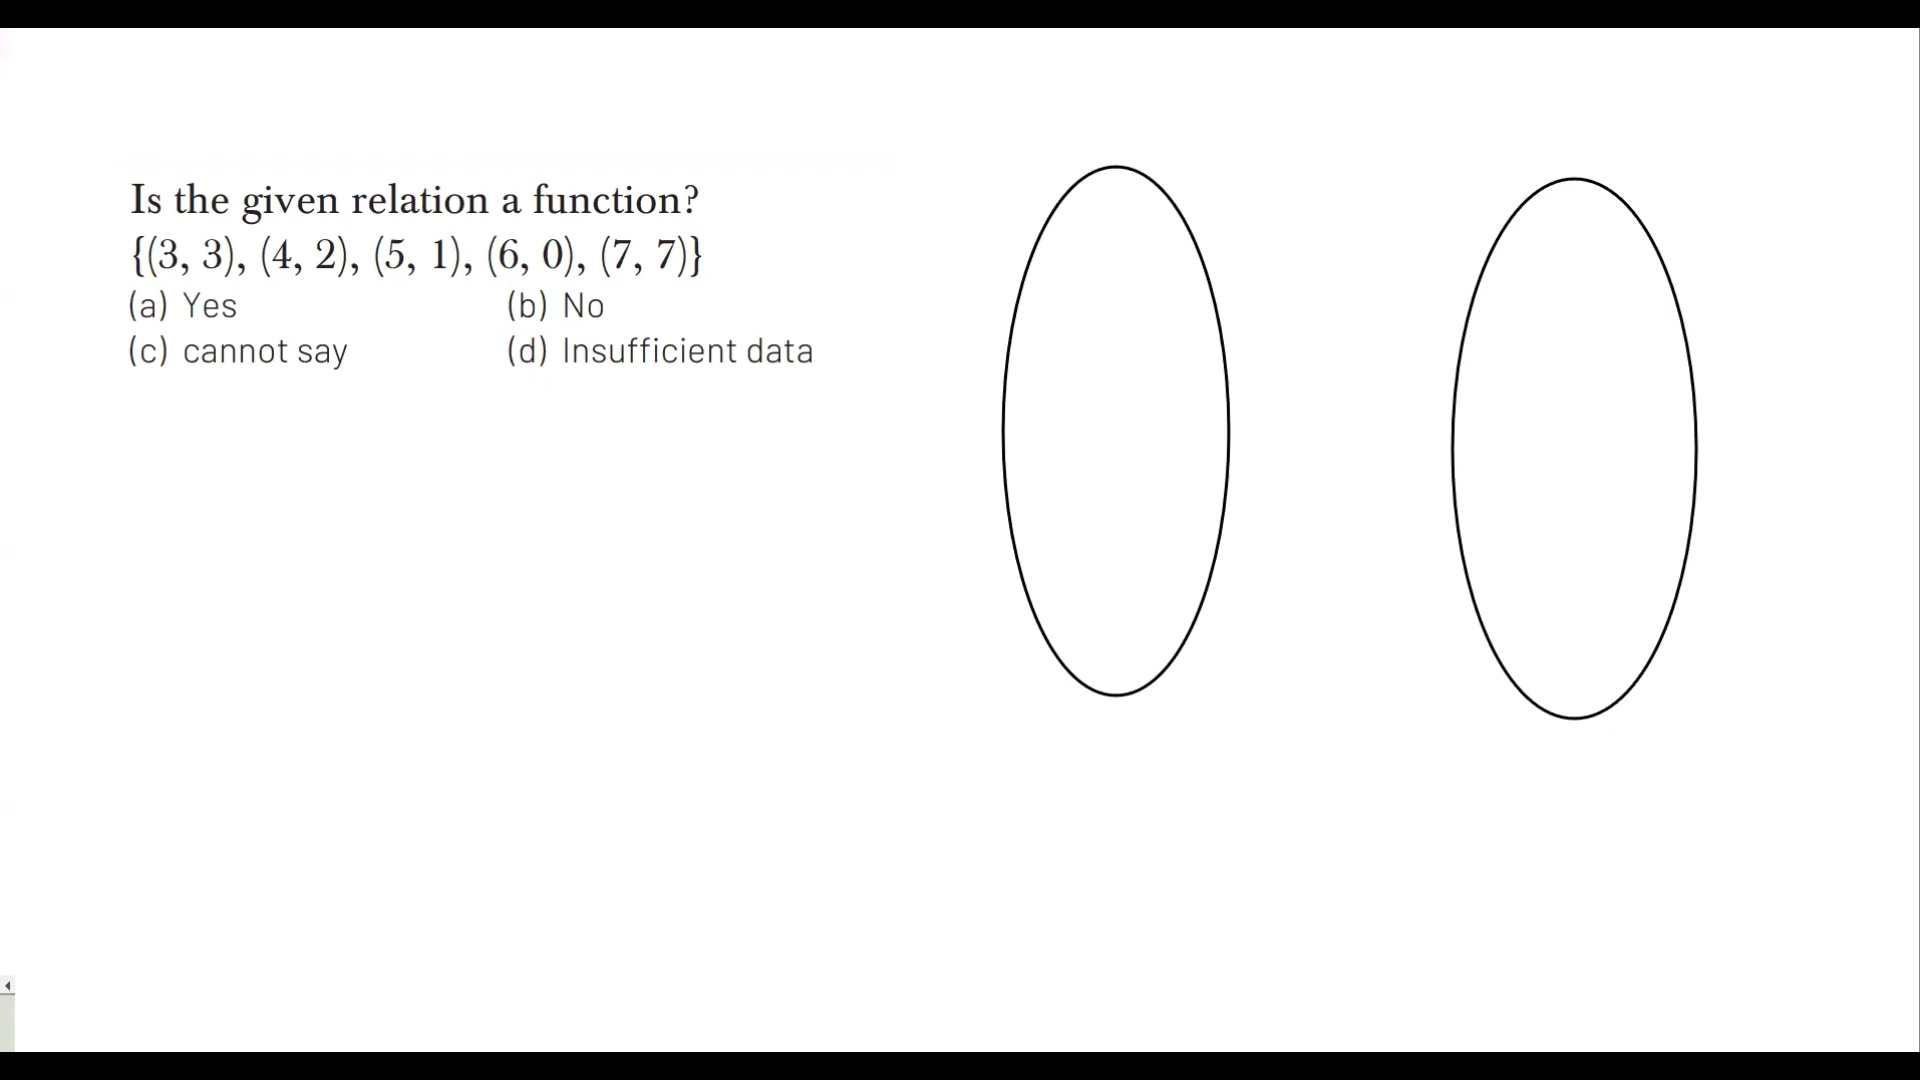 Is the given relation a function?
{(3, 3), (4, 2), (5, 1), (6, 0), (7, 7)}
(a) Yes (b) No
(c) cannot say (d) Insufficient data